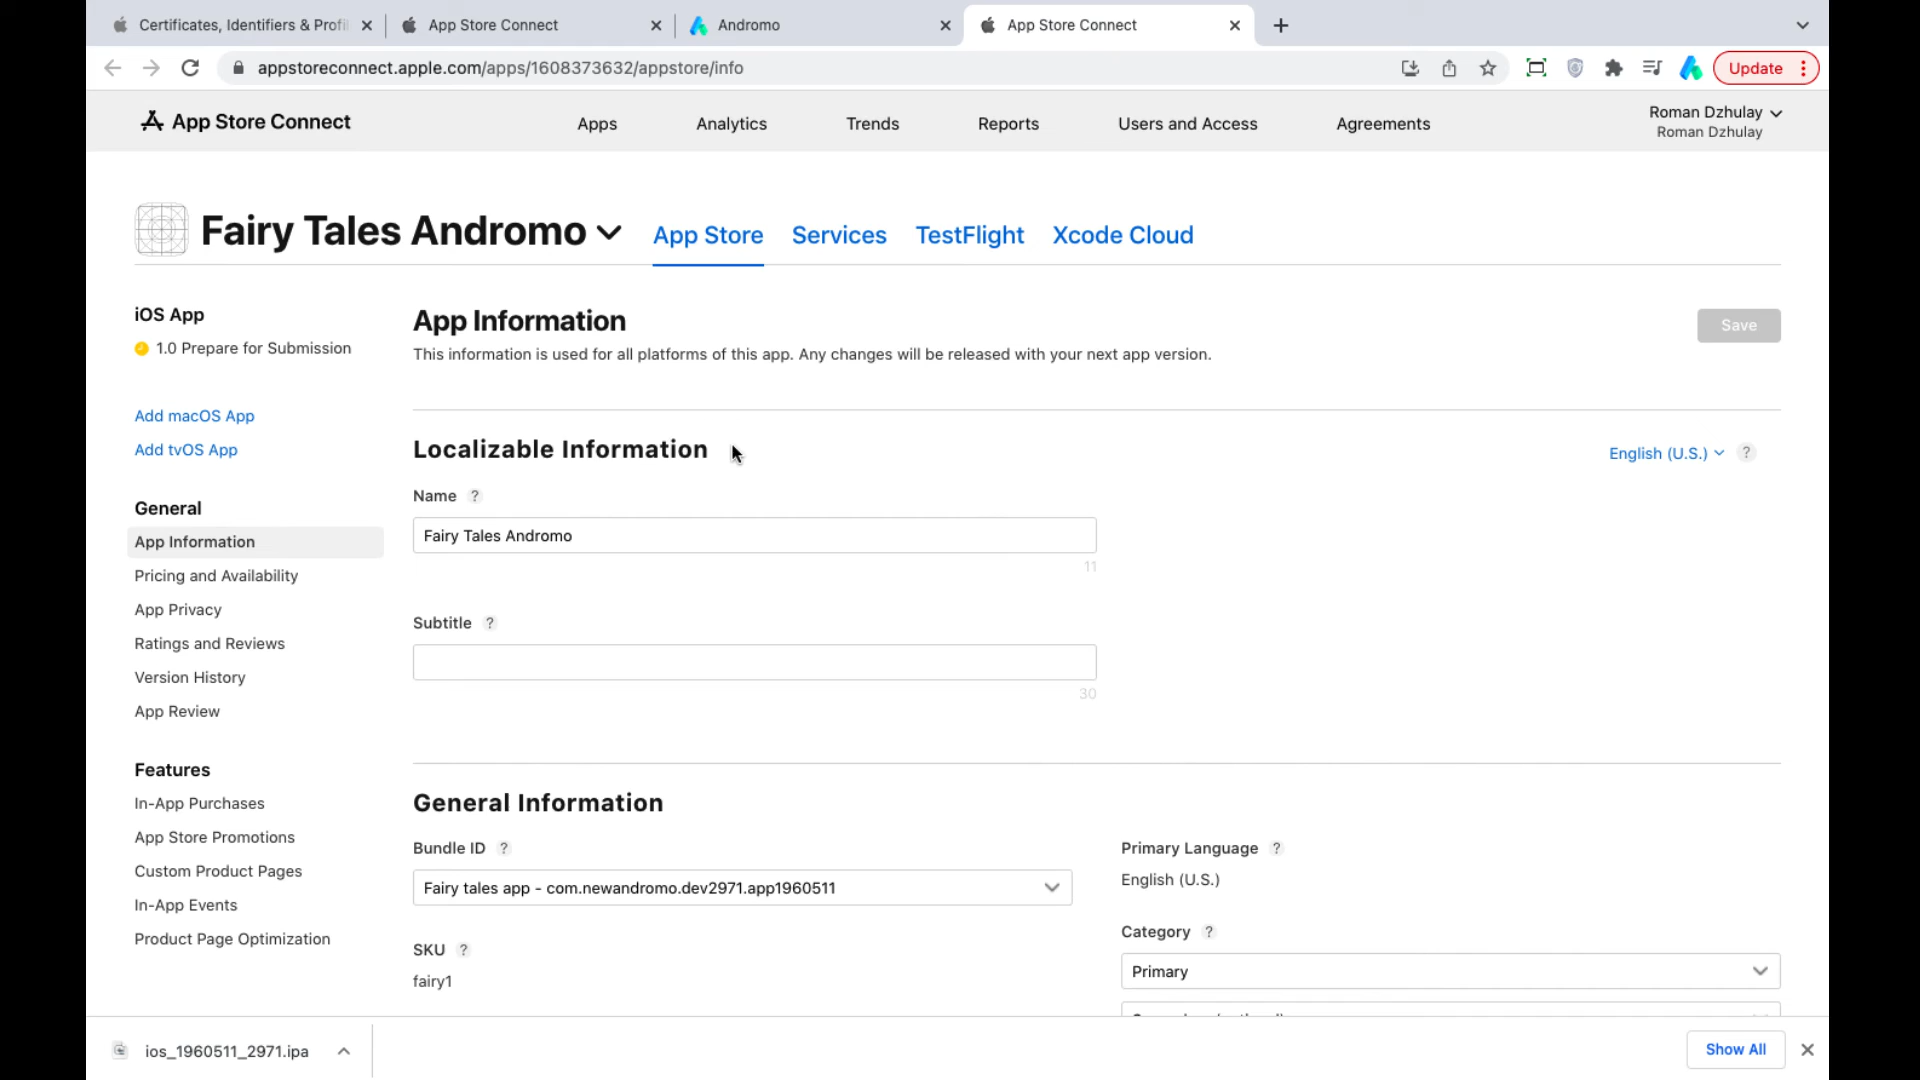 Certificates, Identifiers & Profil
App Store Connect
Andromo
App Store Connect
appstoreconnect.apple.com/apps/1608373632/appstore/info
Update
App Store Connect
Apps
Analytics
Trends
Reports
Users and Access
Agreements
Roman Dzhulay
Roman Dzhulay
Fairy Tales Andromo
App Store
Services
TestFlight
Xcode Cloud
iOS App
1.0 Prepare for Submission
Add macOS App
Add tvOS App
General
App Information
Pricing and Availability
App Privacy
Ratings and Reviews
Version History
App Review
Features
In-App Purchases
App Store Promotions
Custom Product Pages
In-App Events
Product Page Optimization
App Information
Save
This information is used for all platforms of this app. Any changes will be released with your next app version.
Localizable Information
English (U.S.) ?
Name ?
Fairy Tales Andromo
11
Subtitle ?
30
General Information
Bundle ID ?
Fairy tales app - com.newandromo.dev2971.app1960511
SKU ?
fairy1
Primary Language ?
English (U.S.)
Category ?
Primary
ios_1960511_2971.ipa
Show All